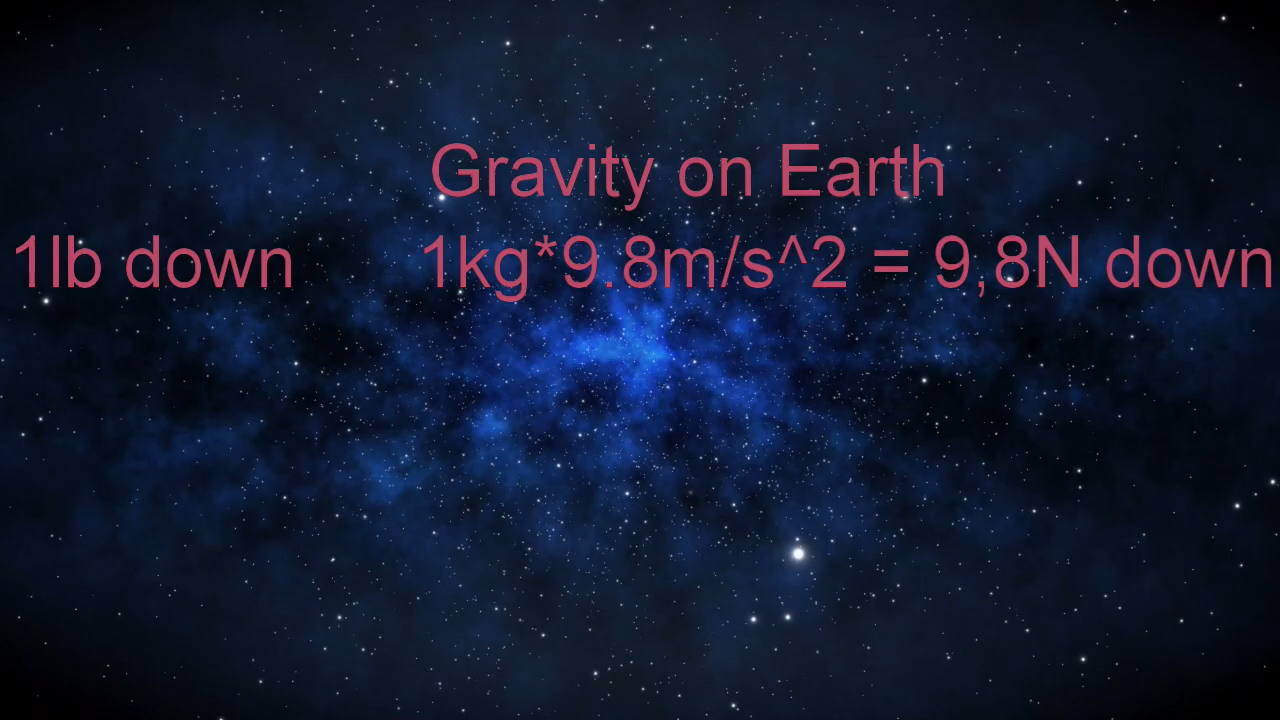 Gravity on Earth
1lb down 1kg*9.8m/s^2 = 9,8N down